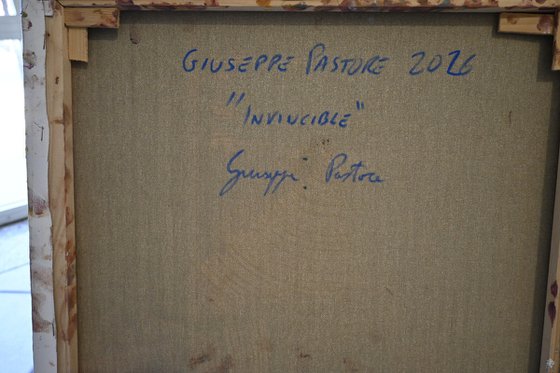 GIUSEPPE PASTORE 2026
"INVINCIBLE"
Giuseppe Pastore